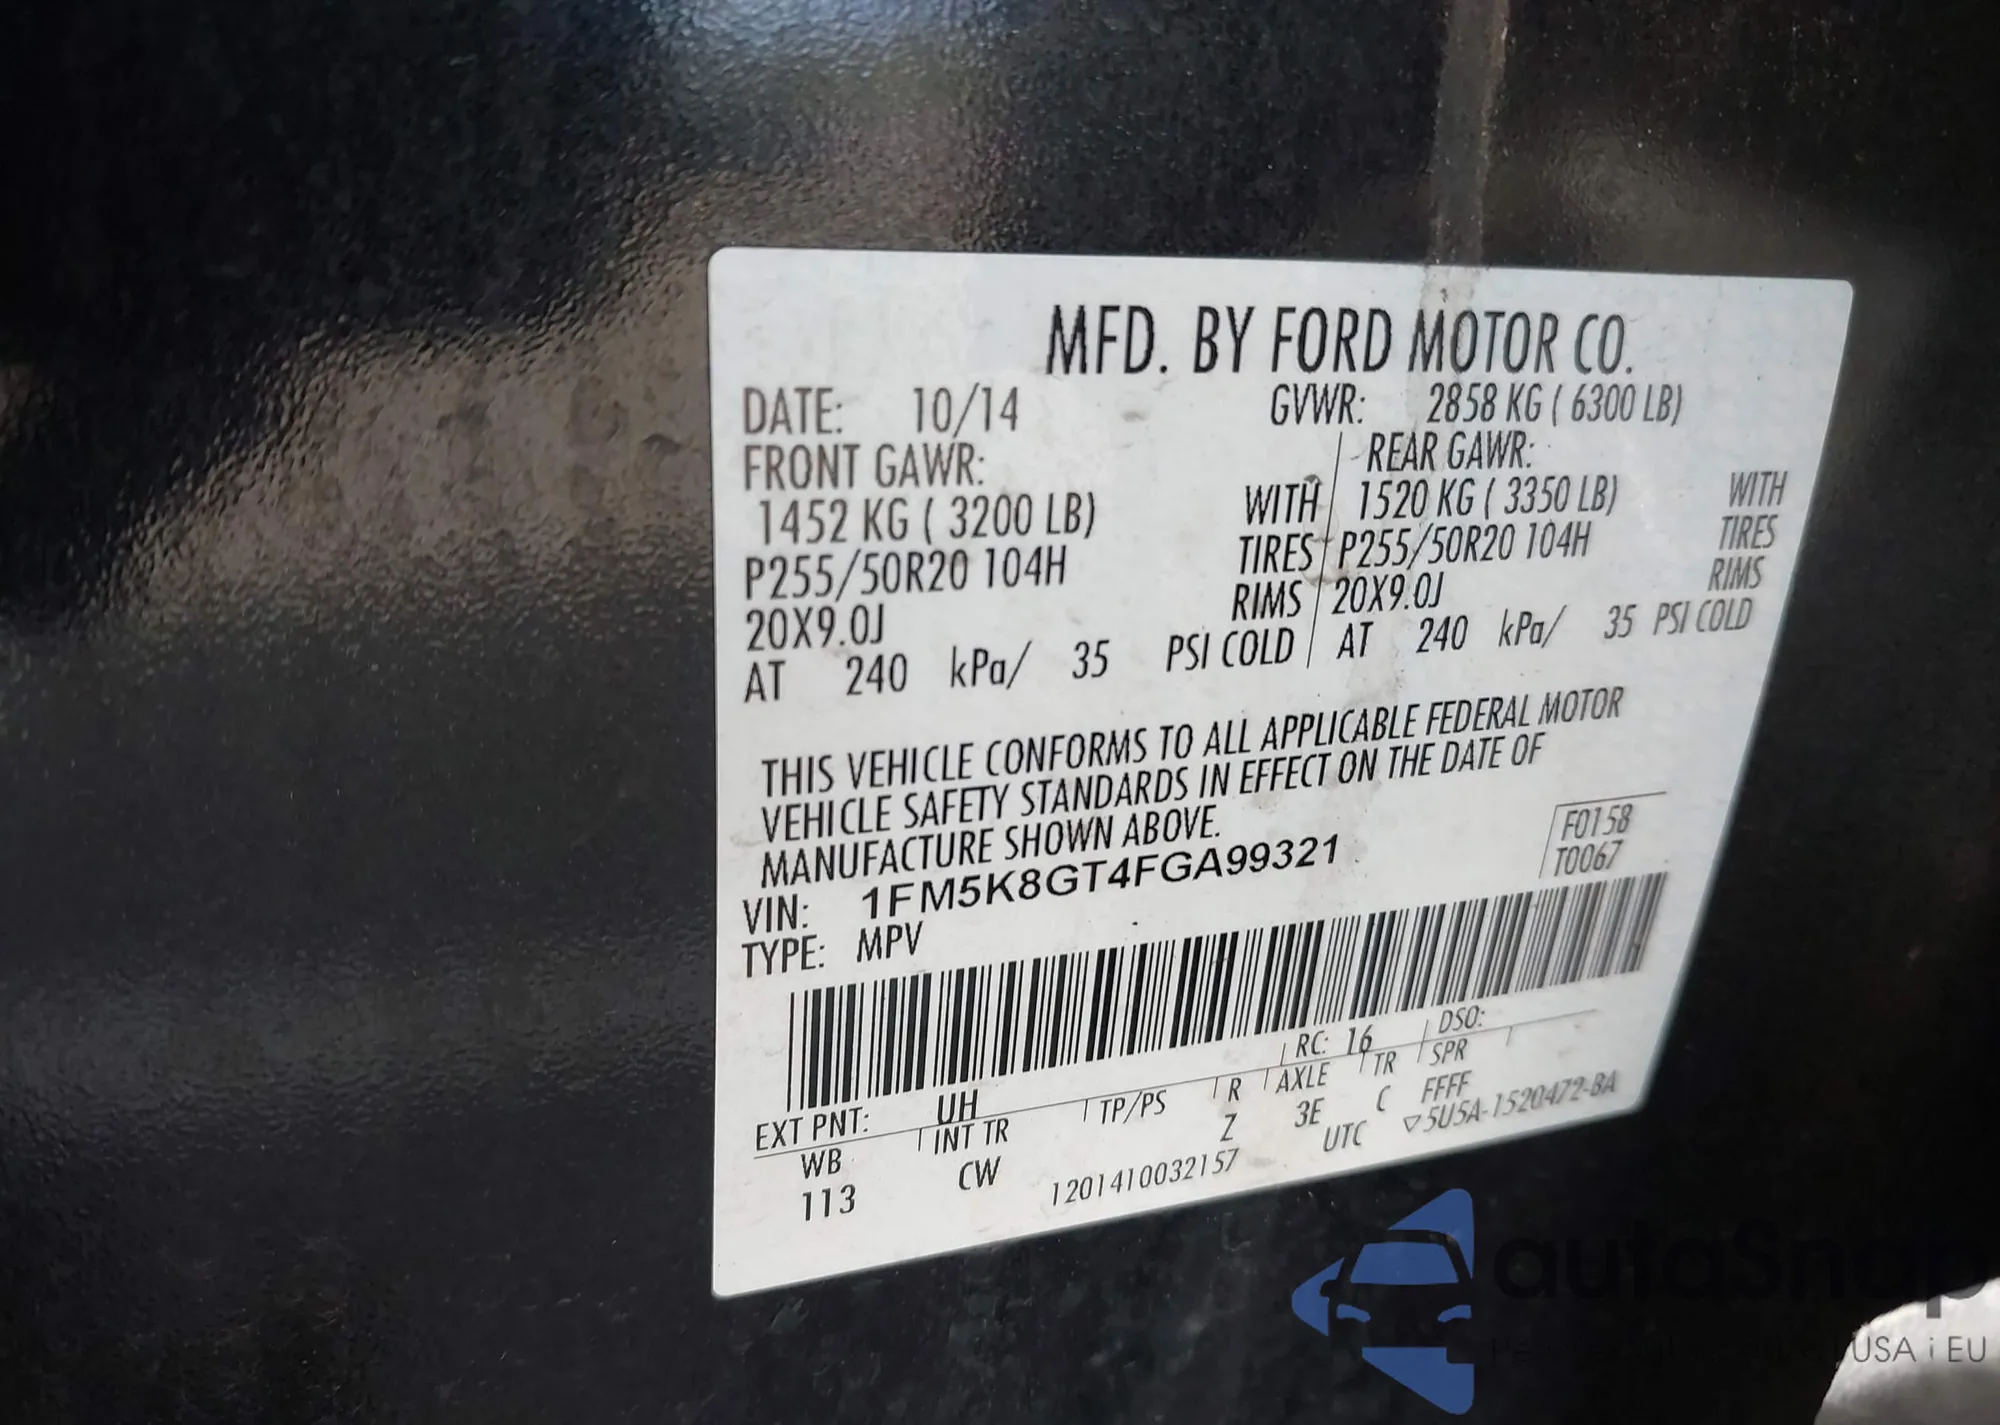 MFD. BY FORD MOTOR CO.
DATE: 10/14 GVWR: 2858 KG ( 6300 LB)
FRONT GAWR: REAR GAWR:
1452 KG ( 3200 LB) WITH 1520 KG ( 3350 LB) WITH
P255/50R20 104H TIRES P255/50R20 104H TIRES
20X9.0J RIMS 20X9.0J RIMS
AT 240 kPa/ 35 PSI COLD AT 240 kPa/ 35 PSI COLD
THIS VEHICLE CONFORMS TO ALL APPLICABLE FEDERAL MOTOR
VEHICLE SAFETY STANDARDS IN EFFECT ON THE DATE OF
MANUFACTURE SHOWN ABOVE.
F0158
T0067
VIN: 1FM5K8GT4FGA99321
TYPE: MPV
EXT PNT: UH RC: 16 DSO:
WB INT TR TP/PS R AXLE TR SPR
113 CW Z 3E C FFFF
1201410032157 UTC ▽5U5A-1520472-BA
autoSnap
USA i EU